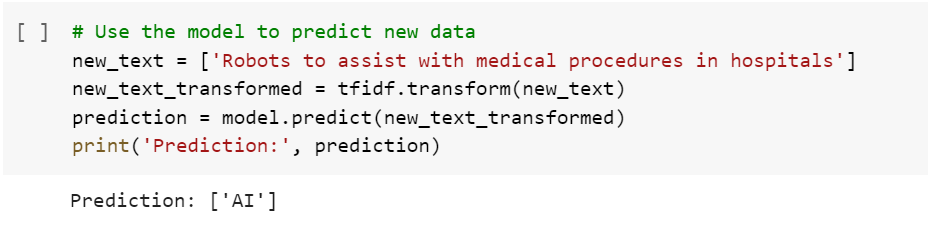 [ ] # Use the model to predict new data
new_text = ['Robots to assist with medical procedures in hospitals']
new_text_transformed = tfidf.transform(new_text)
prediction = model.predict(new_text_transformed)
print('Prediction:', prediction)
Prediction: ['AI']